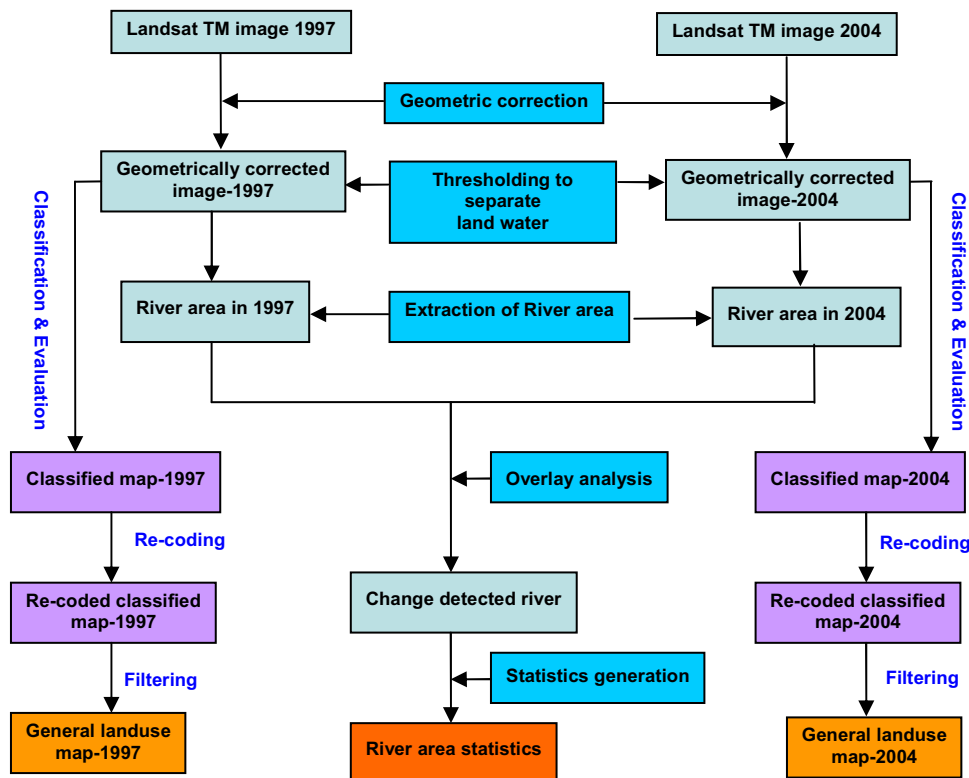 Landsat TM image 1997
Landsat TM image 2004
Geometric correction
Geometrically corrected
image-1997
Thresholding to
separate
land water
Geometrically corrected
image-2004
Classification & Evaluation
Classification & Evaluation
River area in 1997
Extraction of River area
River area in 2004
Classified map-1997
Overlay analysis
Classified map-2004
Re-coding
Re-coding
Re-coded classified
map-1997
Change detected river
Re-coded classified
map-2004
Filtering
Statistics generation
Filtering
General landuse
map-1997
River area statistics
General landuse
map-2004